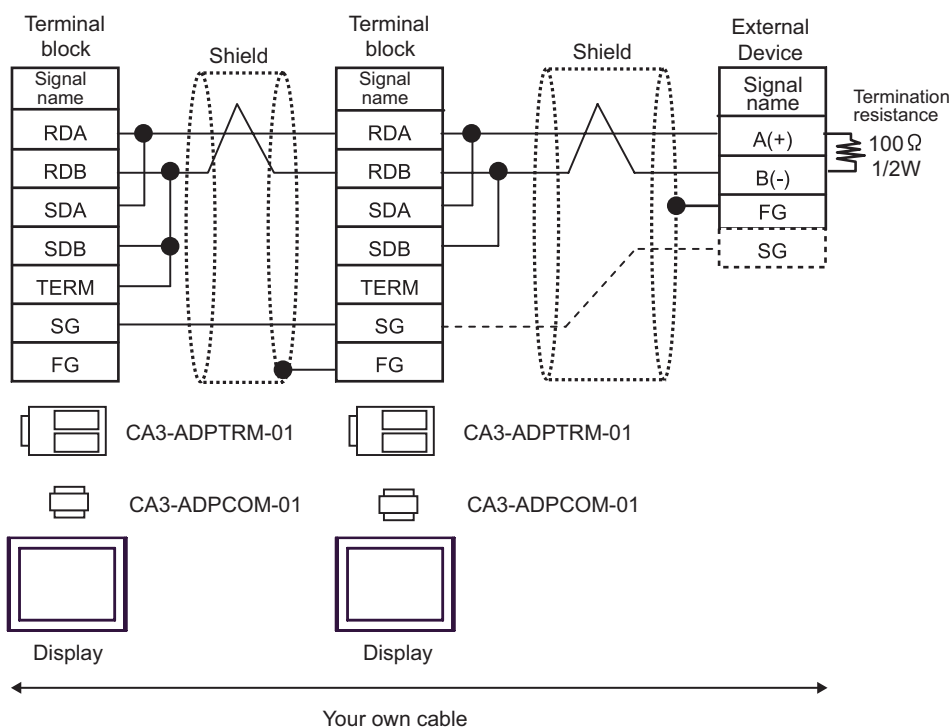 Terminal
block
Signal
name
RDA
RDB
SDA
SDB
TERM
SG
FG
Shield
Terminal
block
Signal
name
RDA
RDB
SDA
SDB
TERM
SG
FG
Shield
External
Device
Signal
name
A(+)
B(-)
FG
SG
Termination
resistance
100 Ω
1/2W
CA3-ADPTRM-01
CA3-ADPTRM-01
CA3-ADPCOM-01
CA3-ADPCOM-01
Display
Display
Your own cable